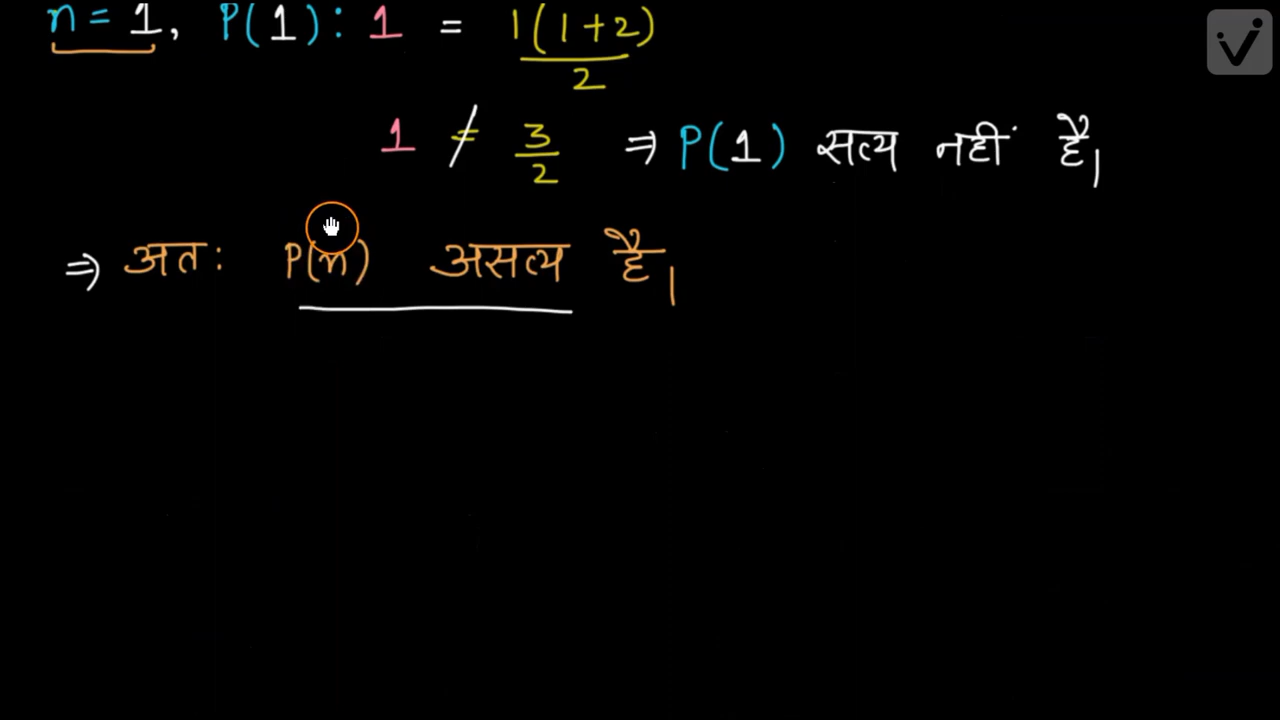 n = 1, P(1) : 1 = 1(1+2)/2
1 ≠ 3/2 ⇒ P(1) सत्य नहीं है।
⇒ अतः P(n) असत्य है।